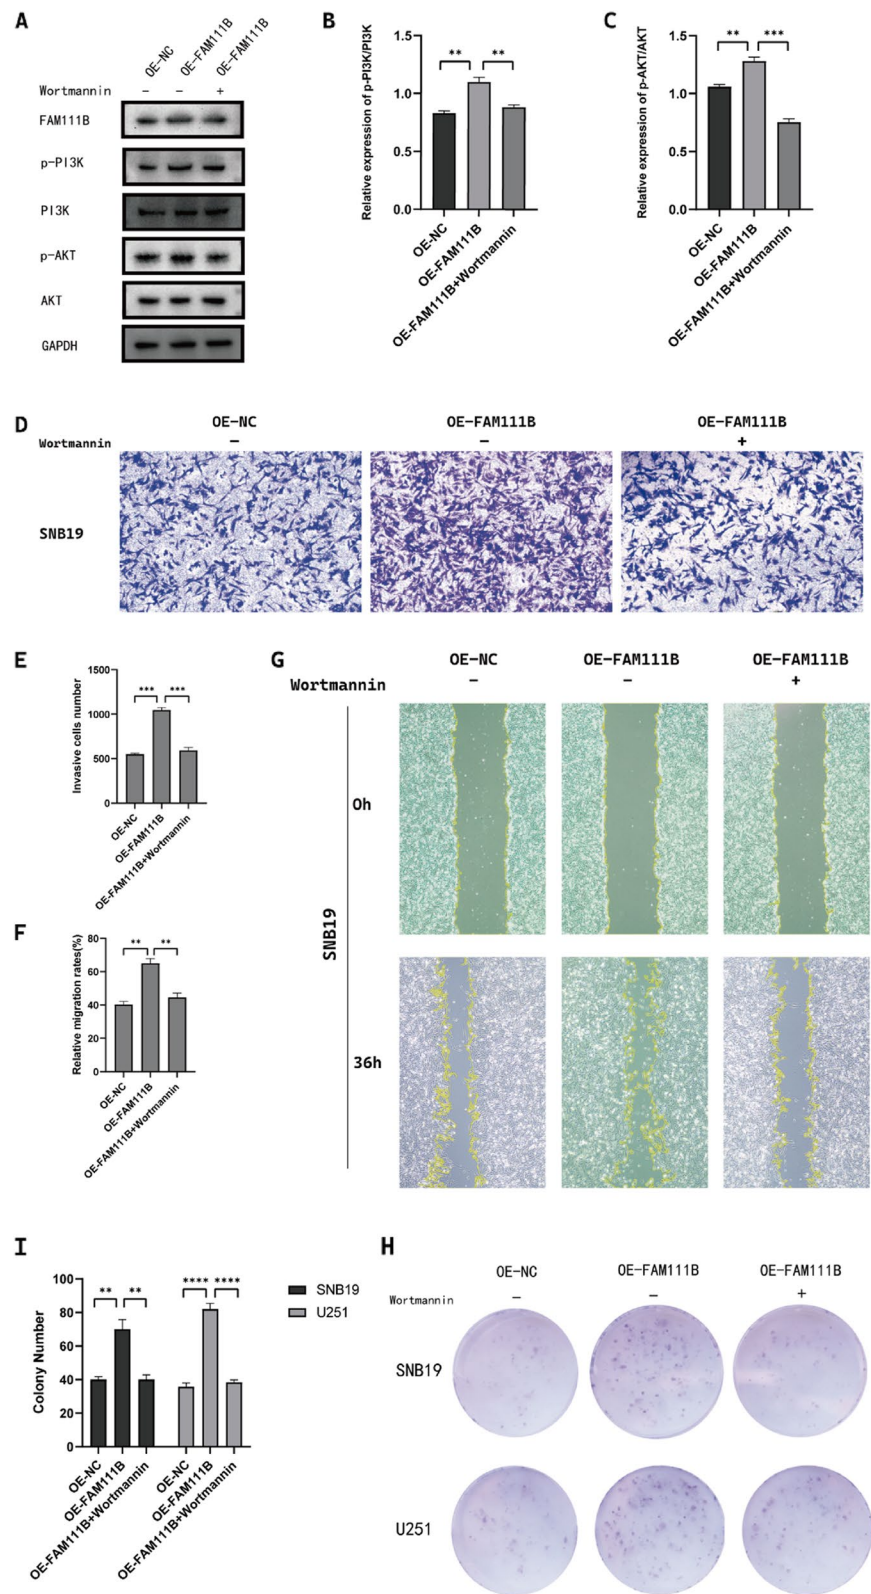 A
OE-NC
OE-FAM111B
OE-FAM111B
Wortmannin
–
–
+
FAM111B
p-PI3K
PI3K
p-AKT
AKT
GAPDH
B
Relative expression of p-PI3K/PI3K
1.5
1.0
0.5
0.0
**
**
OE-NC
OE-FAM111B
OE-FAM111B+Wortmannin
C
Relative expression of p-AKT/AKT
1.5
1.0
0.5
0.0
**
***
OE-NC
OE-FAM111B
OE-FAM111B+Wortmannin
D
OE-NC
OE-FAM111B
OE-FAM111B
Wortmannin
–
–
+
SNB19
E
Invasive cells number
1500
1000
500
0
***
***
OE-NC
OE-FAM111B
OE-FAM111B+Wortmannin
F
Relative migration rates(%)
80
60
40
20
0
**
**
OE-NC
OE-FAM111B
OE-FAM111B+Wortmannin
G
OE-NC
OE-FAM111B
OE-FAM111B
Wortmannin
–
–
+
SNB19
0h
36h
I
Colony Number
100
80
60
40
20
0
**
**
****
****
SNB19
U251
OE-NC
OE-FAM111B
OE-FAM111B+Wortmannin
OE-NC
OE-FAM111B
OE-FAM111B+Wortmannin
H
OE-NC
OE-FAM111B
OE-FAM111B
Wortmannin
–
–
+
SNB19
U251